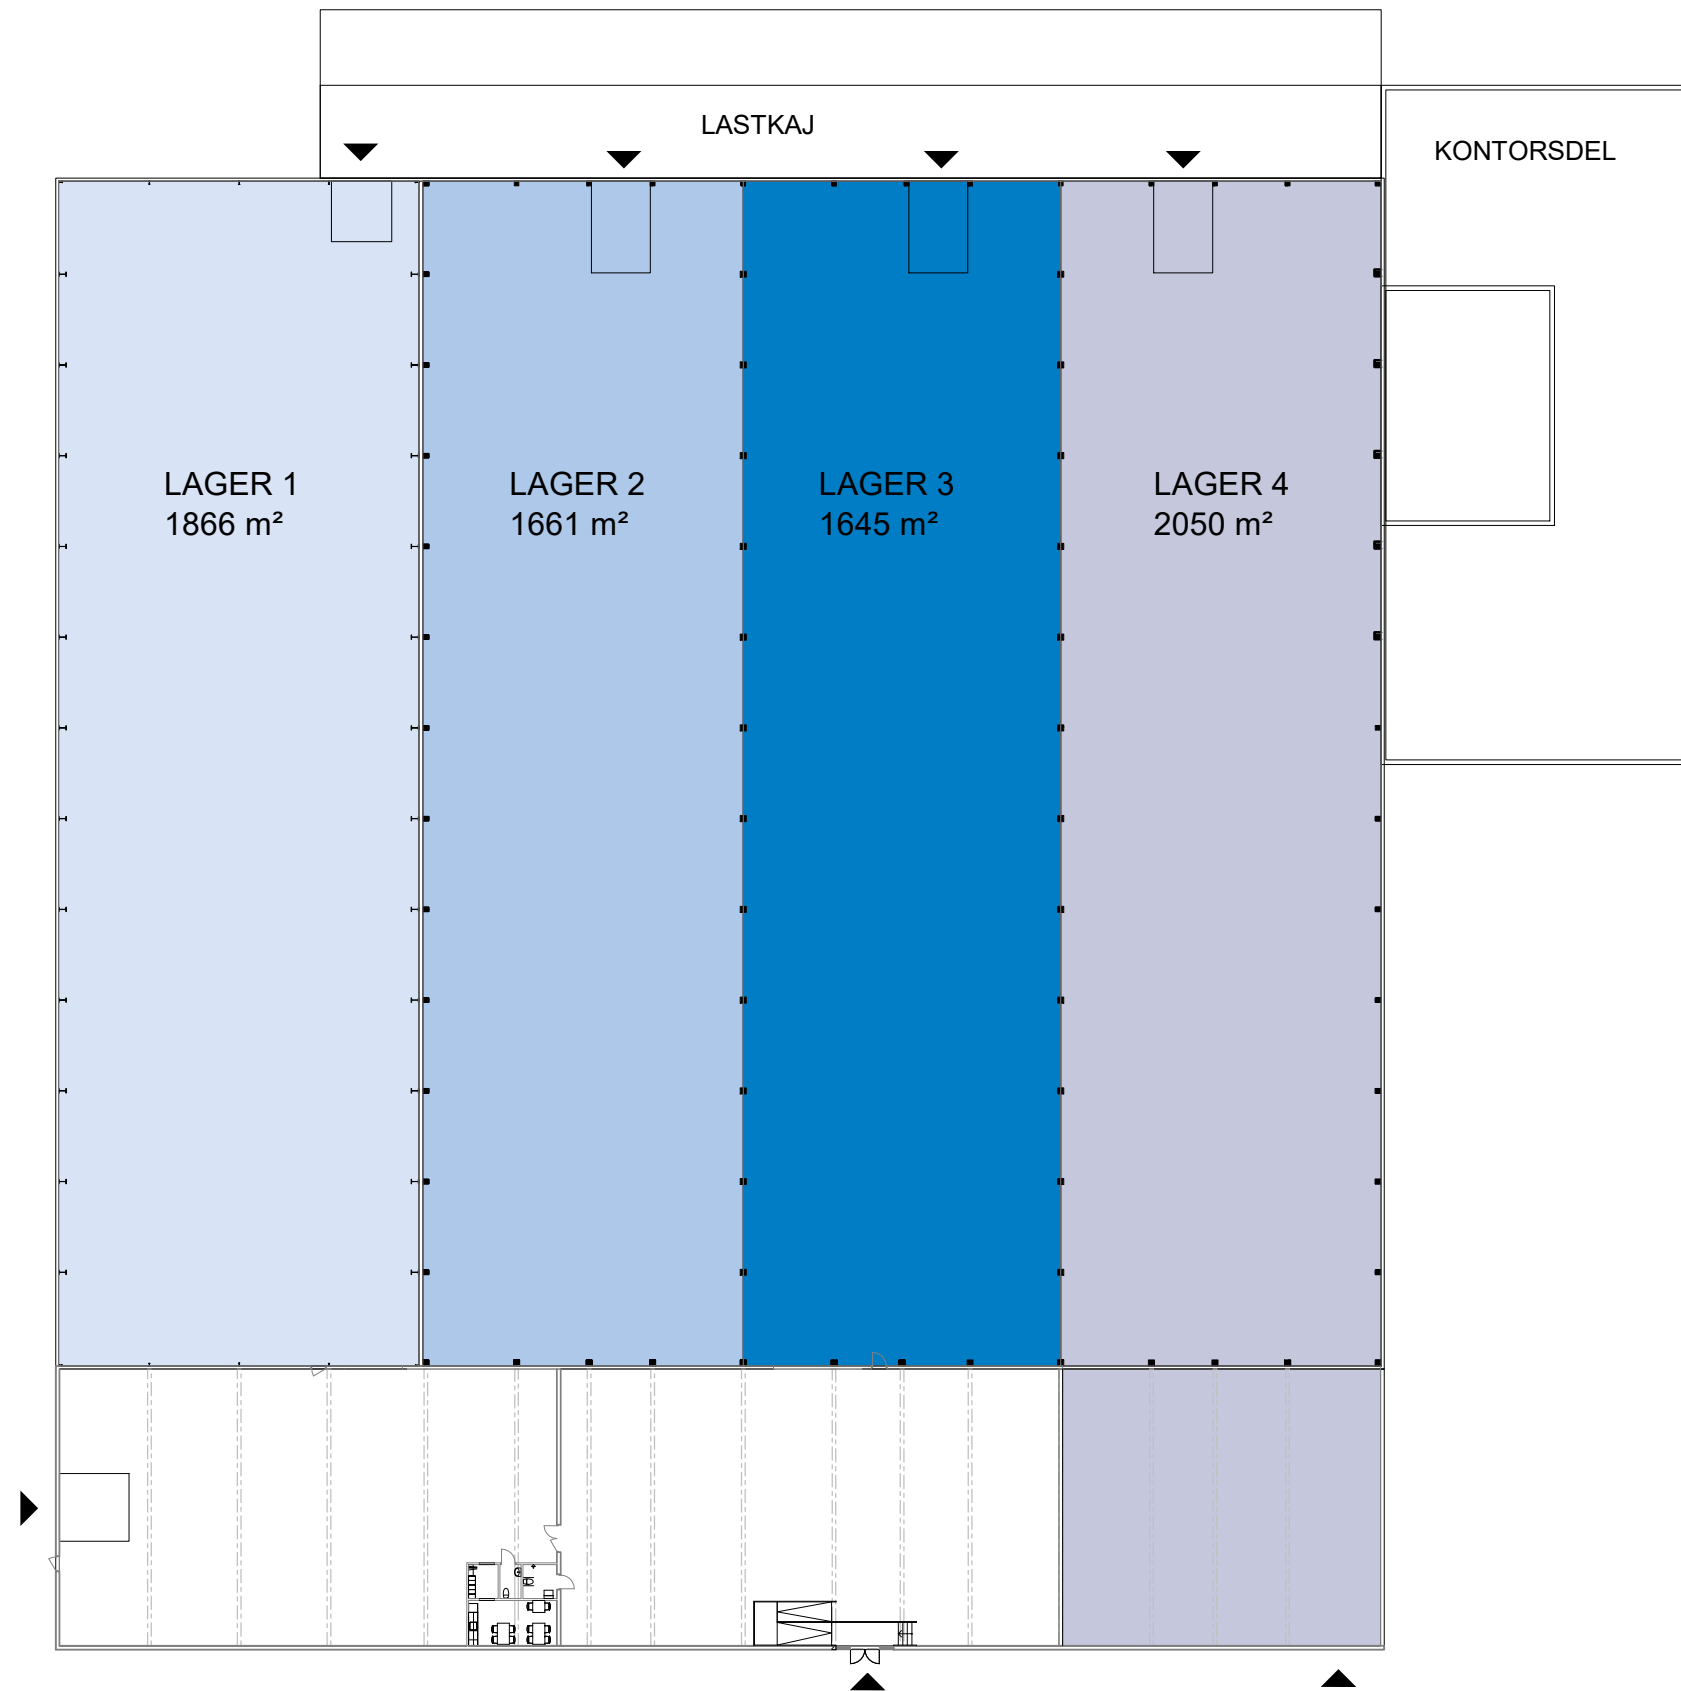 LASTKAJ
KONTORSDEL
LAGER 1
1866 m²
LAGER 2
1661 m²
LAGER 3
1645 m²
LAGER 4
2050 m²